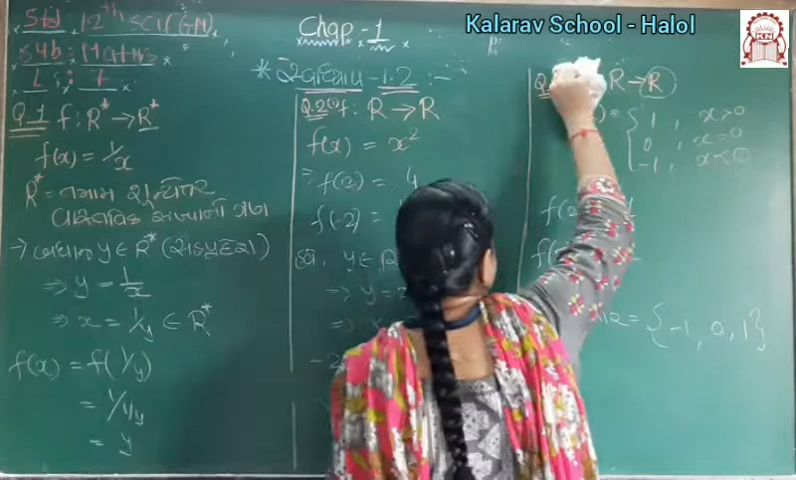 Kalarav School - Halol
KN
Std: 12th SCI (GM)
Sub: Maths
L: 7
Chap-1
* સ્વાધ્યાય-1.2 :-
Q.1 f: R* → R*
f(x) = 1/x
R* = તમામ શૂન્યેતર
વાસ્તવિક સંખ્યાનો ગણ
→ y ∈ R* (સહપ્રદેશ)
⇒ y = 1/x
⇒ x = 1/y ∈ R*
f(x) = f(1/y)
= 1/1/y
= y
f: R → R
f(x) = x²
= f(2) = 4
f(-2) =
y ∈ R
→ y =
R → R
= { 1 , x > 0
0 , x = 0
-1 , x < 0
= {-1, 0, 1}